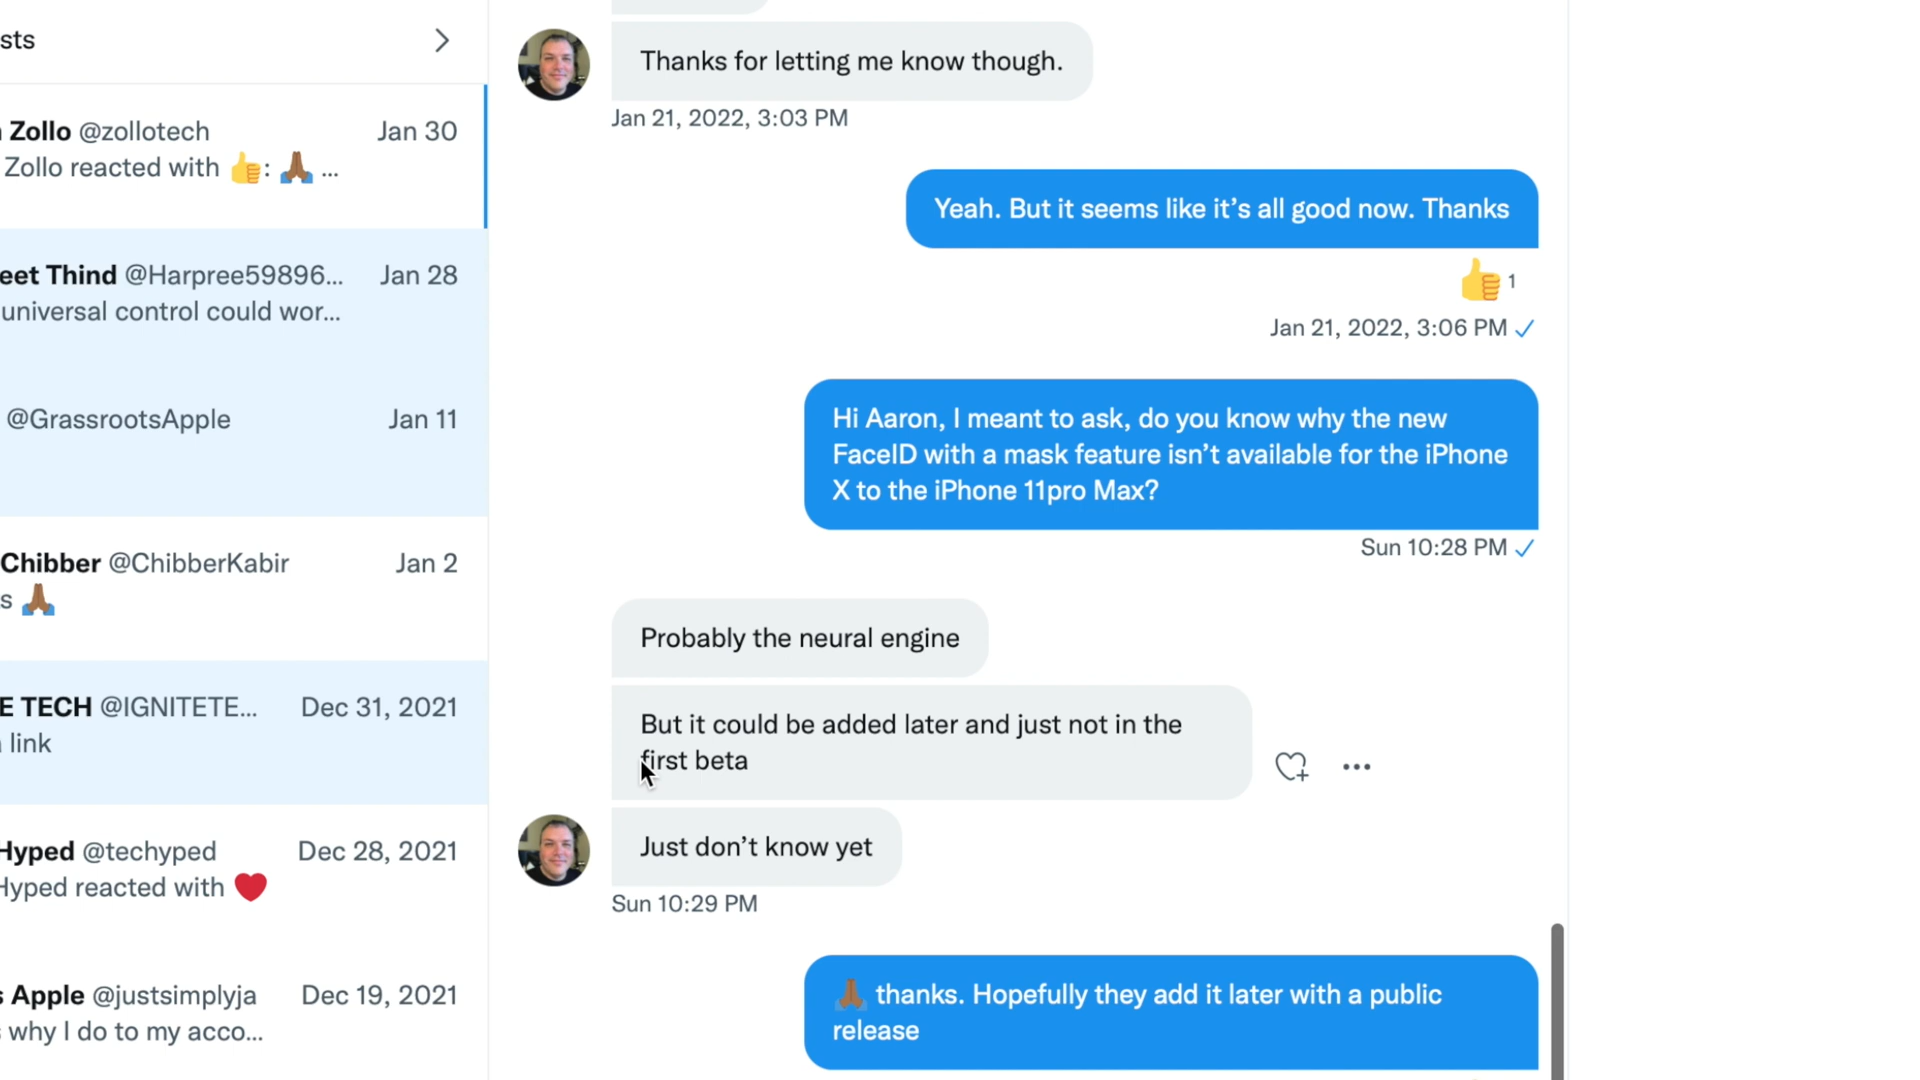 sts
Zollo @zollotech Jan 30
Zollo reacted with 👍: 🙏🏾 ...
eet Thind @Harpree59896... Jan 28
universal control could wor...
@GrassrootsApple Jan 11
Chibber @ChibberKabir Jan 2
s 🙏🏾
E TECH @IGNITETE... Dec 31, 2021
link
Hyped @techyped Dec 28, 2021
Hyped reacted with ❤️
s Apple @justsimplyja Dec 19, 2021
why I do to my acco...
Thanks for letting me know though.
Jan 21, 2022, 3:03 PM
Yeah. But it seems like it’s all good now. Thanks
👍 1
Jan 21, 2022, 3:06 PM ✓
Hi Aaron, I meant to ask, do you know why the new
FaceID with a mask feature isn’t available for the iPhone
X to the iPhone 11pro Max?
Sun 10:28 PM ✓
Probably the neural engine
But it could be added later and just not in the
first beta
Just don’t know yet
Sun 10:29 PM
🙏🏾 thanks. Hopefully they add it later with a public
release